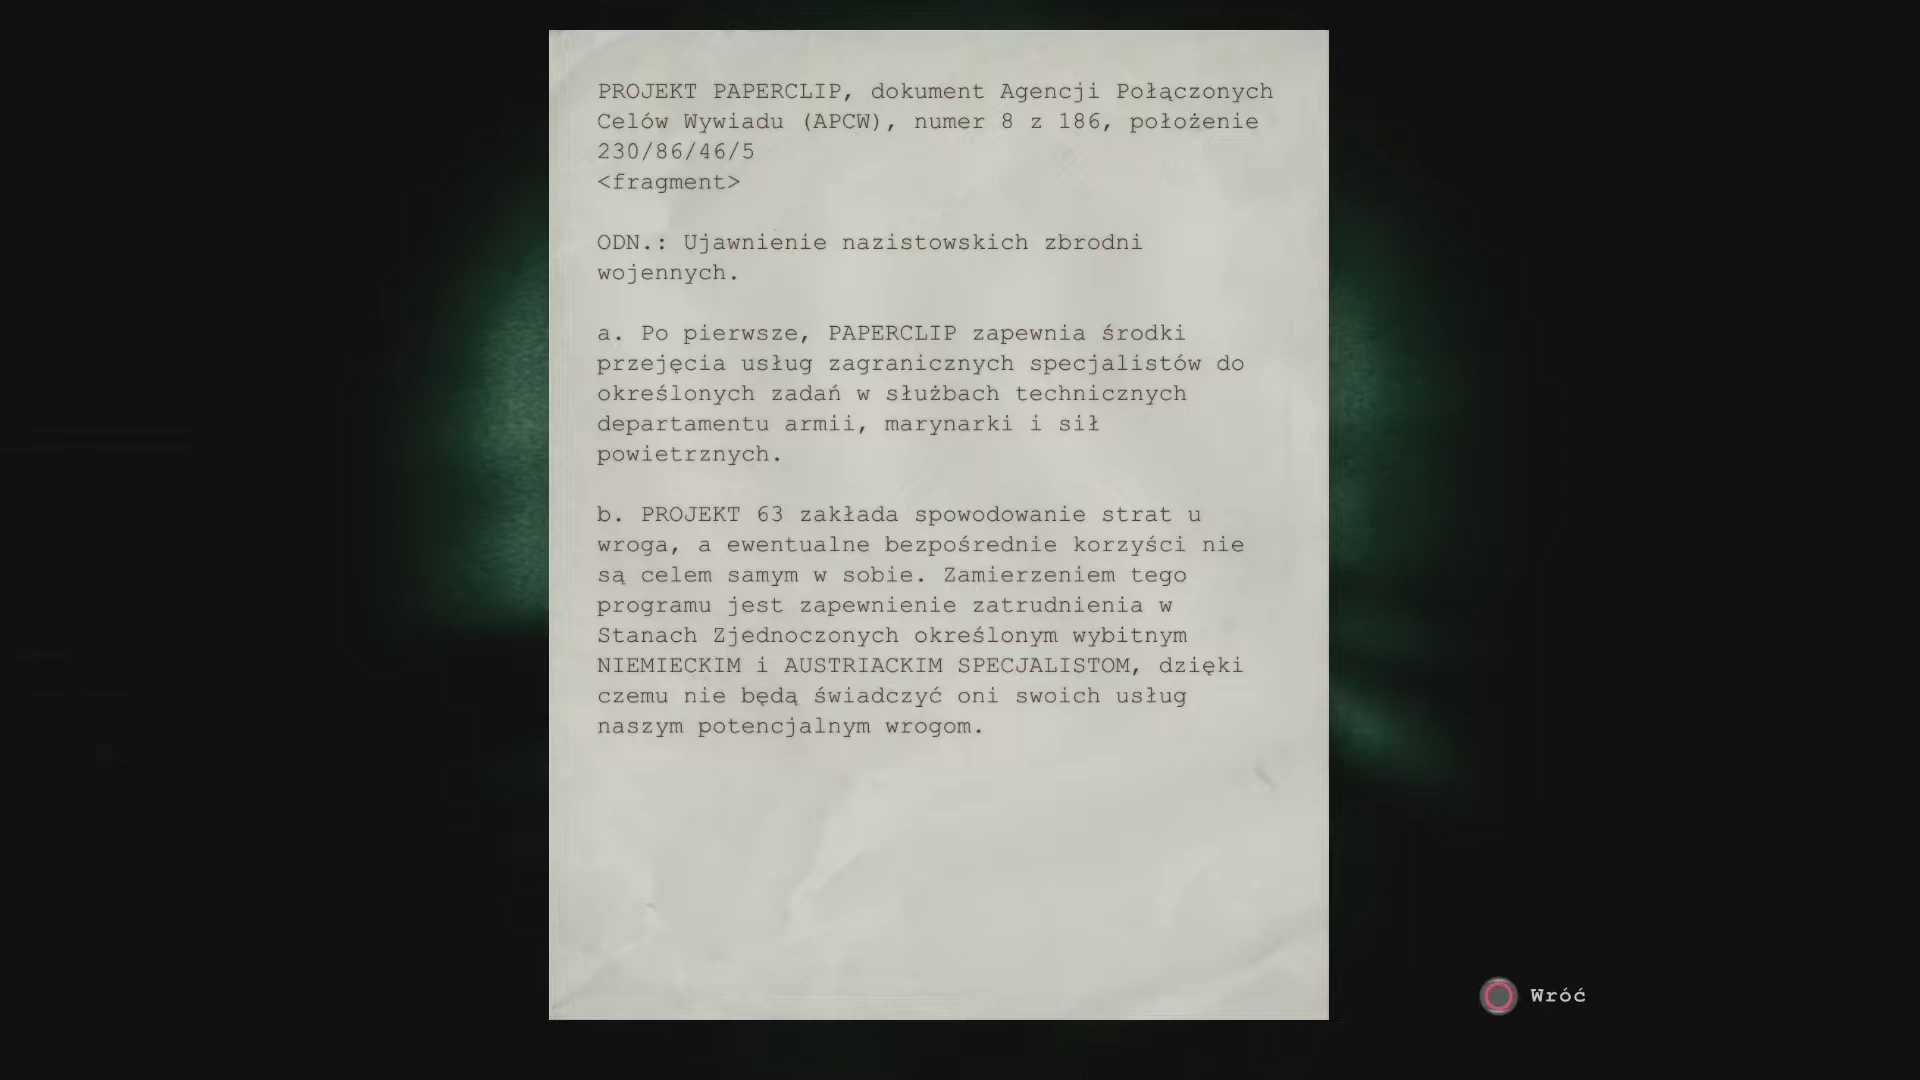 PROJEKT PAPERCLIP, dokument Agencji Połączonych
Celów Wywiadu (APCW), numer 8 z 186, położenie
230/86/46/5
<fragment>
ODN.: Ujawnienie nazistowskich zbrodni
wojennych.
a. Po pierwsze, PAPERCLIP zapewnia środki
przejęcia usług zagranicznych specjalistów do
określonych zadań w służbach technicznych
departamentu armii, marynarki i sił
powietrznych.
b. PROJEKT 63 zakłada spowodowanie strat u
wroga, a ewentualne bezpośrednie korzyści nie
są celem samym w sobie. Zamierzeniem tego
programu jest zapewnienie zatrudnienia w
Stanach Zjednoczonych określonym wybitnym
NIEMIECKIM i AUSTRIACKIM SPECJALISTOM, dzięki
czemu nie będą świadczyć oni swoich usług
naszym potencjalnym wrogom.
Wróć